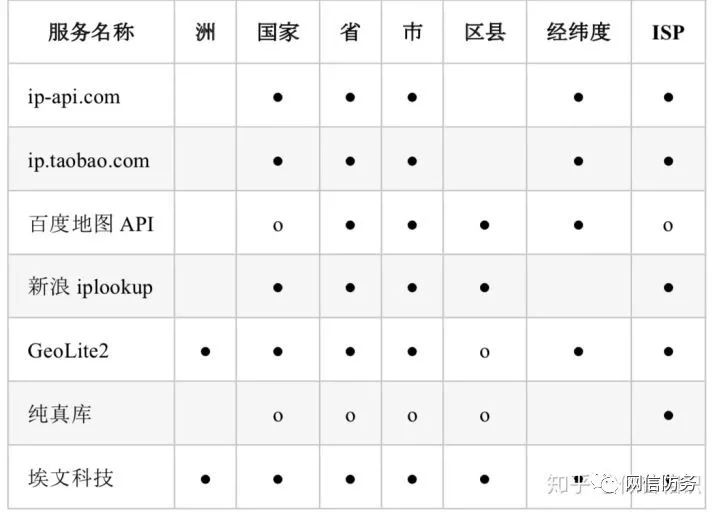 服务名称 洲 国家 省 市 区县 经纬度 ISP
ip-api.com ● ● ● ● ●
ip.taobao.com ● ● ● ● ●
百度地图 API o ● ● ● ● o
新浪 iplookup ● ● ● ● ●
GeoLite2 ● ● ● ● o ● ●
纯真库 o o o o ●
埃文科技 ● ● ● ● ● ● ●
知乎
网信防务